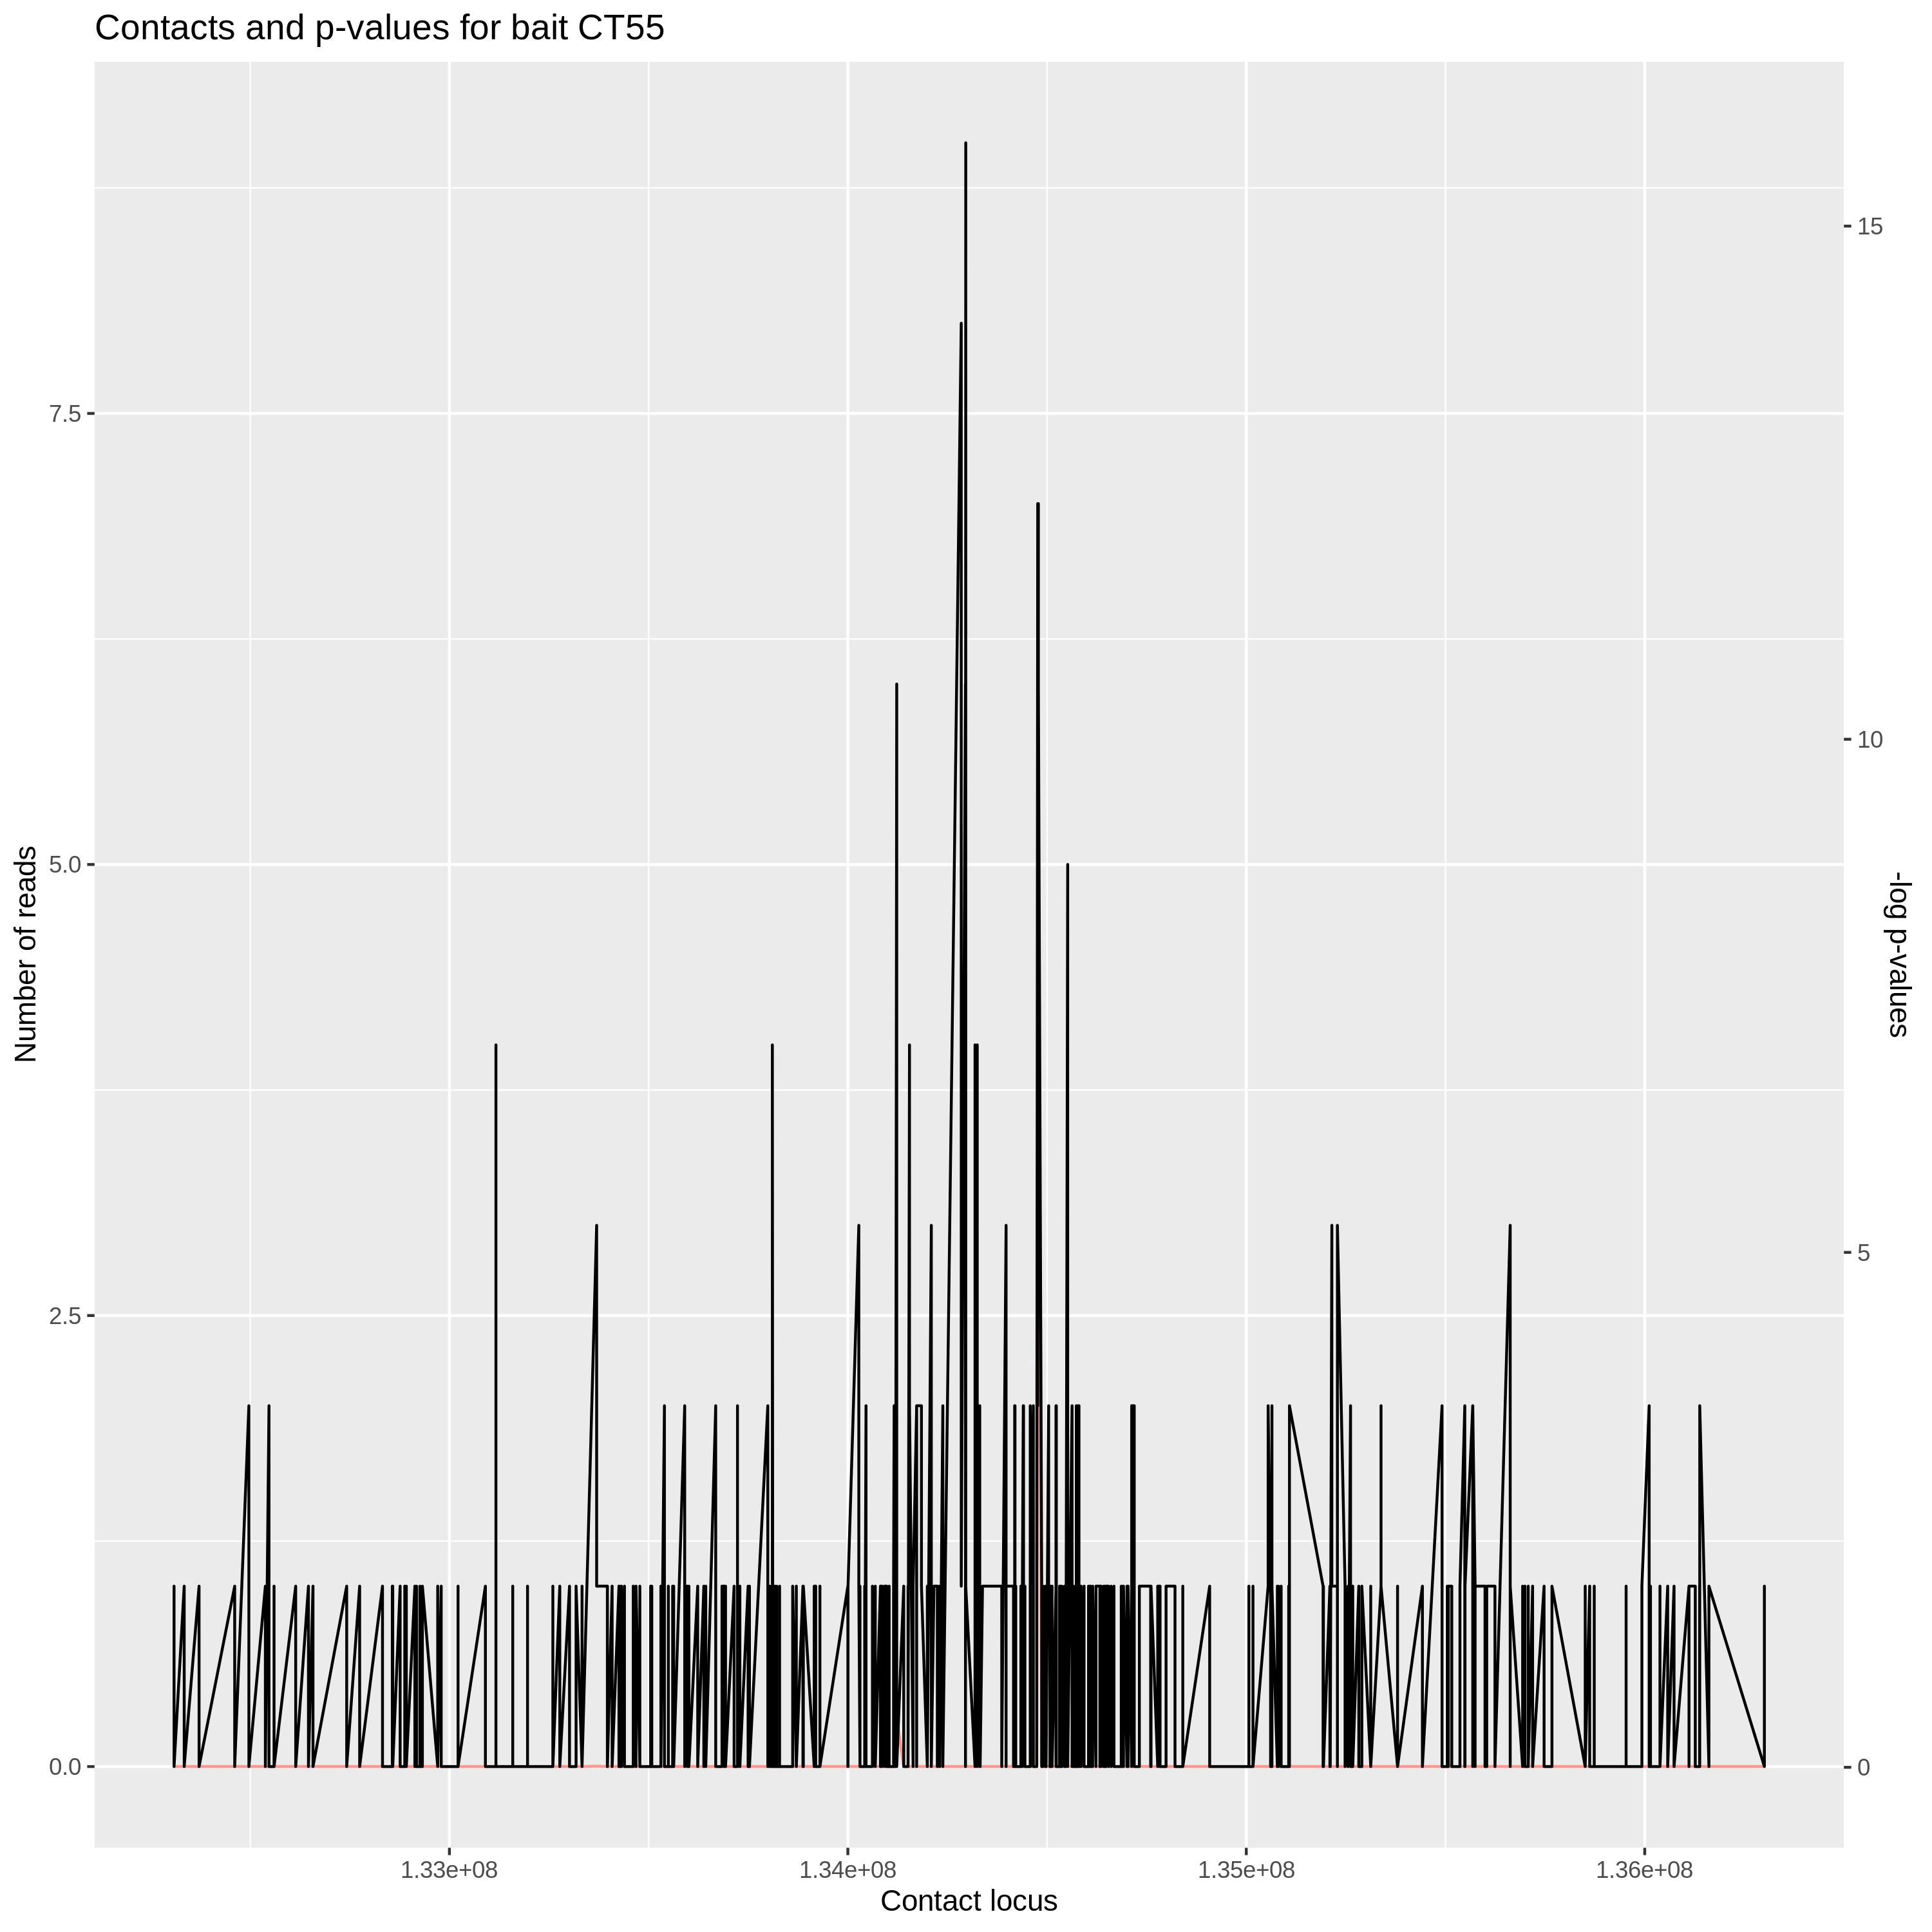 Contacts and p-values for bait CT55
Number of reads
7.5
5.0
2.5
0.0
15
10
5
0
-log p-values
1.33e+08
1.34e+08
1.35e+08
1.36e+08
Contact locus